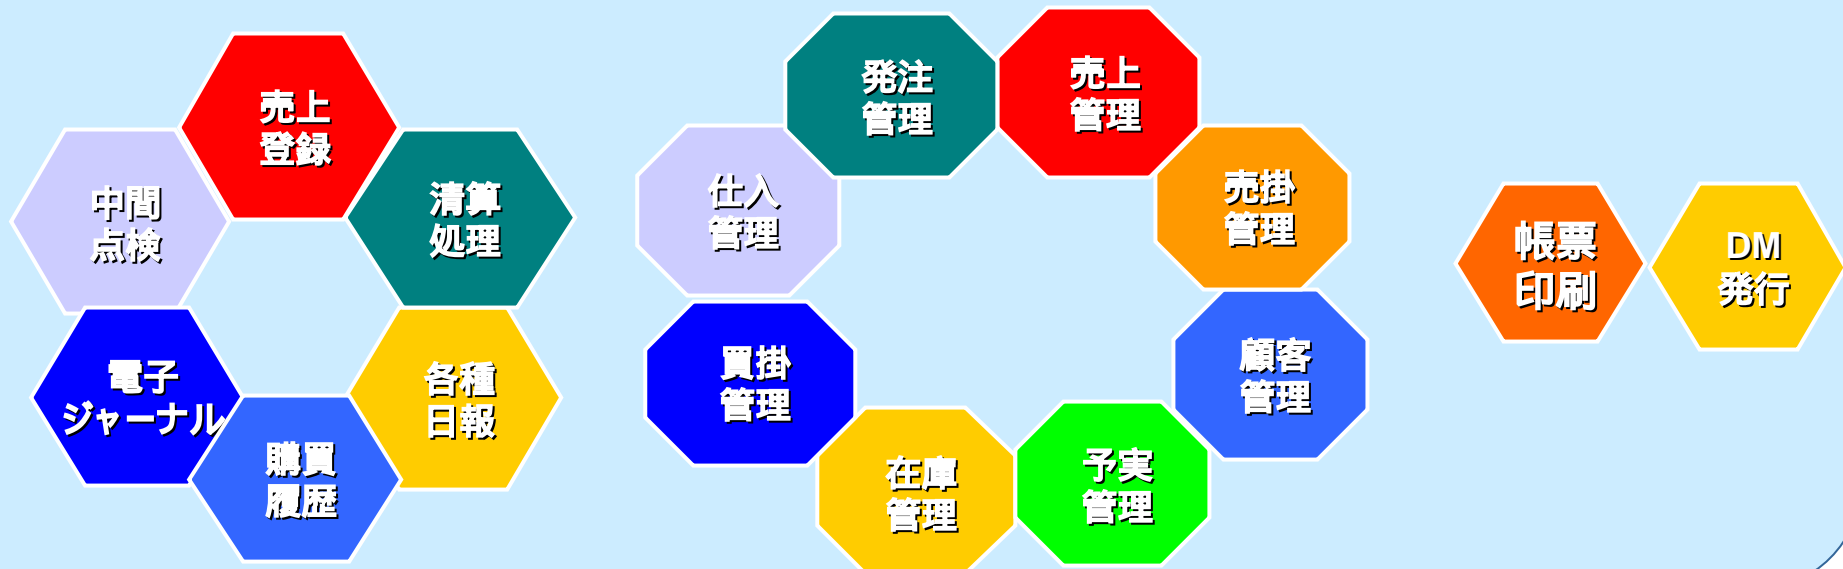 売上
登録
中間
点検
清算
処理
電子
ジャーナル
各種
日報
購買
履歴
発注
管理
売上
管理
仕入
管理
売掛
管理
買掛
管理
顧客
管理
在庫
管理
予実
管理
帳票
印刷
DM
発行